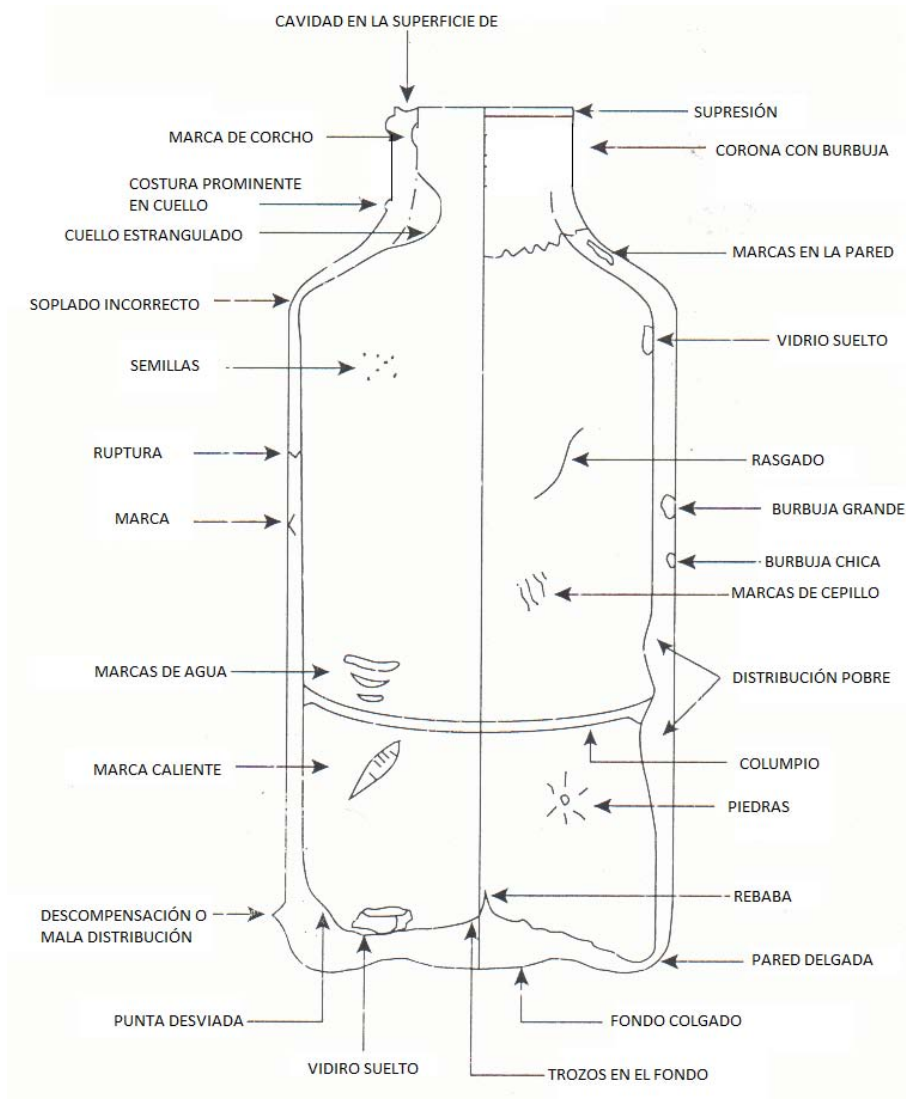 CAVIDAD EN LA SUPERFICIE DE
SUPRESIÓN
MARCA DE CORCHO
CORONA CON BURBUJA
COSTURA PROMINENTE
EN CUELLO
CUELLO ESTRANGULADO
MARCAS EN LA PARED
SOPLADO INCORRECTO
VIDRIO SUELTO
SEMILLAS
RUPTURA
RASGADO
MARCA
BURBUJA GRANDE
BURBUJA CHICA
MARCAS DE CEPILLO
MARCAS DE AGUA
DISTRIBUCIÓN POBRE
MARCA CALIENTE
COLUMPIO
PIEDRAS
REBABA
DESCOMPENSACIÓN O
MALA DISTRIBUCIÓN
PARED DELGADA
PUNTA DESVIADA
FONDO COLGADO
VIDIRO SUELTO
TROZOS EN EL FONDO